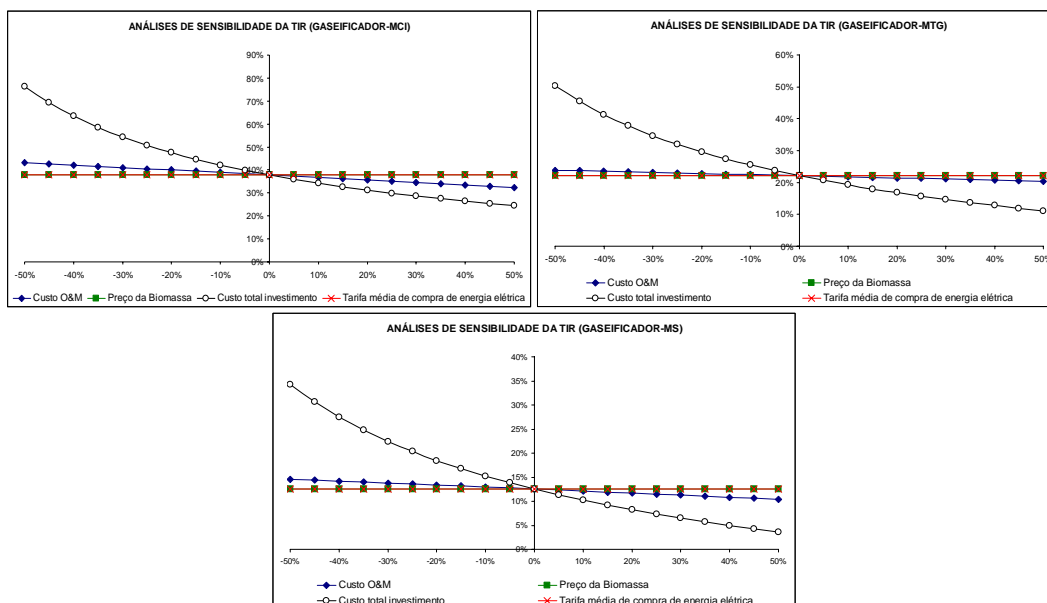 ANÁLISES DE SENSIBILIDADE DA TIR (GASEIFICADOR-MCI)
90%
80%
70%
60%
50%
40%
30%
20%
10%
0%
-50% -40% -30% -20% -10% 0% 10% 20% 30% 40% 50%
Custo O&M Preço da Biomassa Custo total investimento Tarifa média de compra de energia elétrica
ANÁLISES DE SENSIBILIDADE DA TIR (GASEIFICADOR-MTG)
60%
50%
40%
30%
20%
10%
0%
-50% -40% -30% -20% -10% 0% 10% 20% 30% 40% 50%
Custo O&M Preço da Biomassa
Custo total investimento Tarifa média de compra de energia elétrica
ANÁLISES DE SENSIBILIDADE DA TIR (GASEIFICADOR-MS)
40%
35%
30%
25%
20%
15%
10%
5%
0%
-50% -40% -30% -20% -10% 0% 10% 20% 30% 40% 50%
Custo O&M Preço da Biomassa
Custo total investimento Tarifa média de compra de energia elétrica